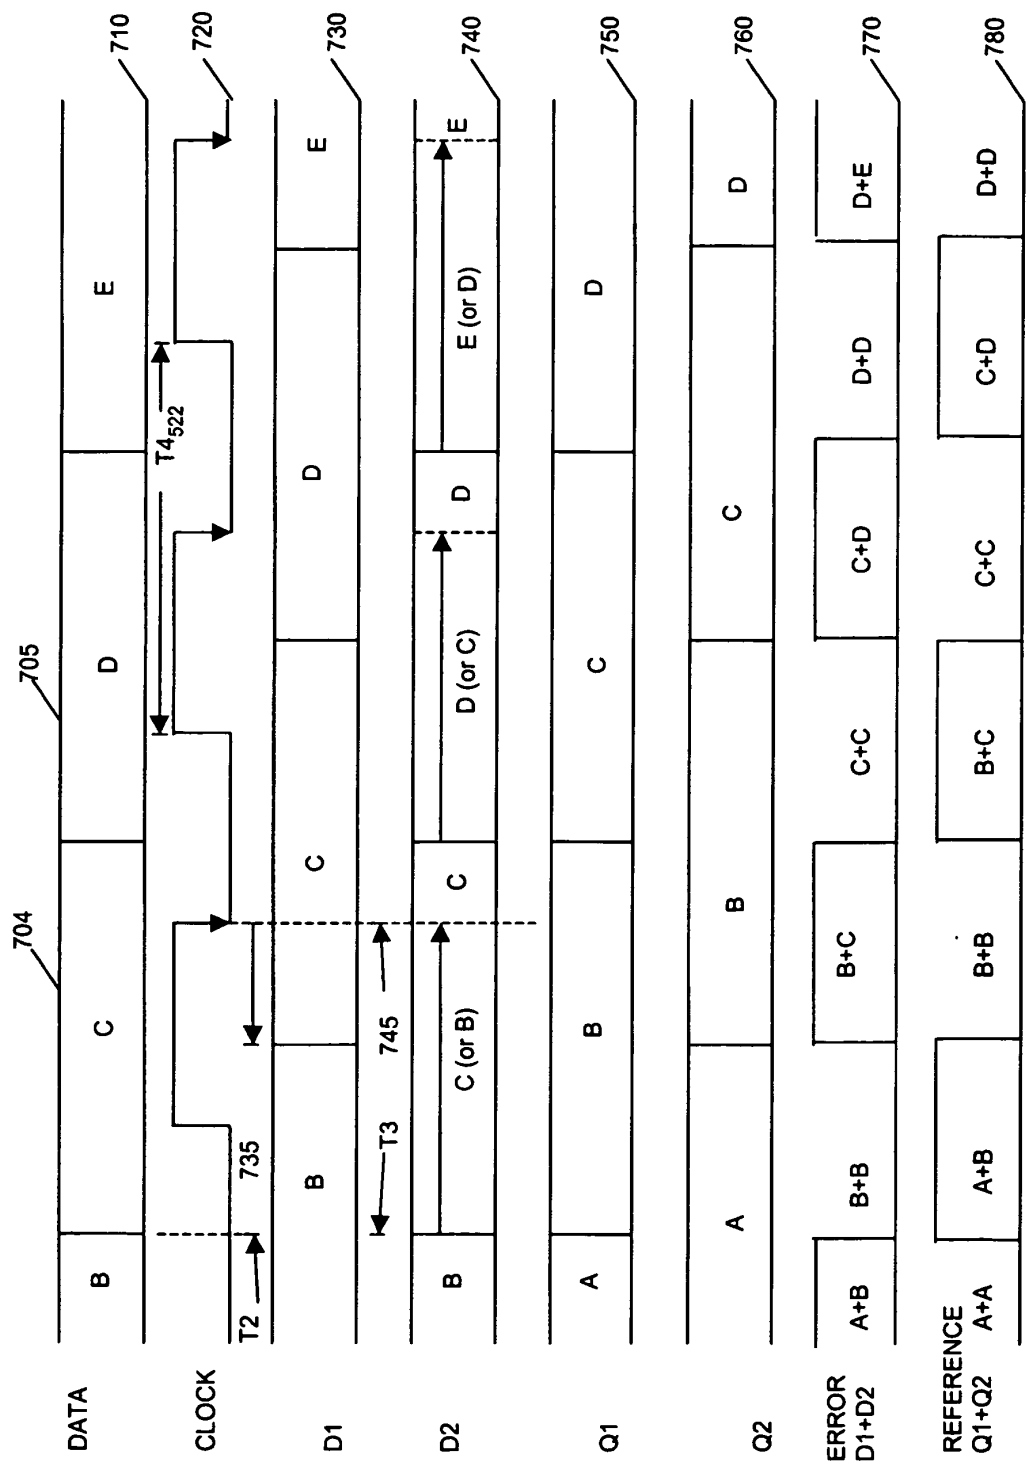 DATA
B
C
D
E
704
705
710
CLOCK
T4522
720
T2
735
D1
B
C
D
E
730
T3
745
D2
B
C (or B)
C
D (or C)
D
E (or D)
E
740
Q1
A
B
C
D
750
Q2
A
B
C
D
760
ERROR
D1+D2
A+B
B+B
B+C
C+C
C+D
D+D
D+E
770
REFERENCE
Q1+Q2
A+A
A+B
B+B
B+C
C+C
C+D
D+D
780